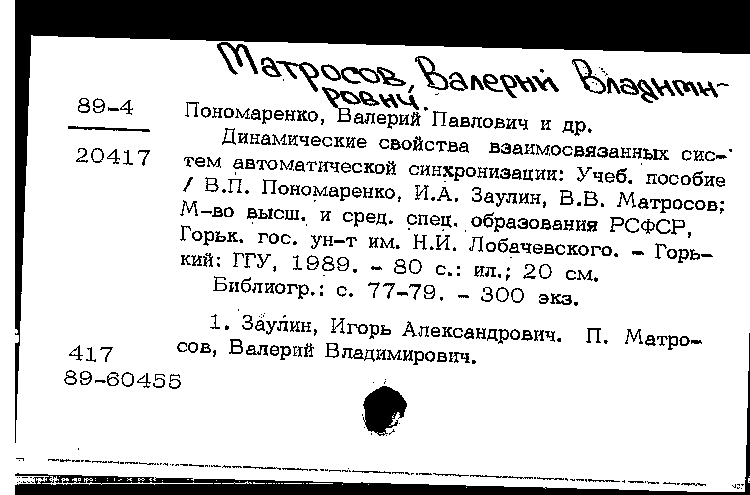 Матросов, Валерий Владими-
рович.
89-4
20417
Пономаренко, Валерий Павлович и др.
Динамические свойства взаимосвязанных сис-
тем автоматической синхронизации: Учеб. пособие
/ В.П. Пономаренко, И.А. Заулин, В.В. Матросов;
М-во высш. и сред. спец. образования РСФСР,
Горьк. гос. ун-т им. Н.И. Лобачевского. - Горь-
кий: ГГУ, 1989. - 80 с.: ил.; 20 см.
Библиогр.: с. 77-79. - 300 экз.
1. Заулин, Игорь Александрович. П. Матро-
сов, Валерий Владимирович.
417
89-60455